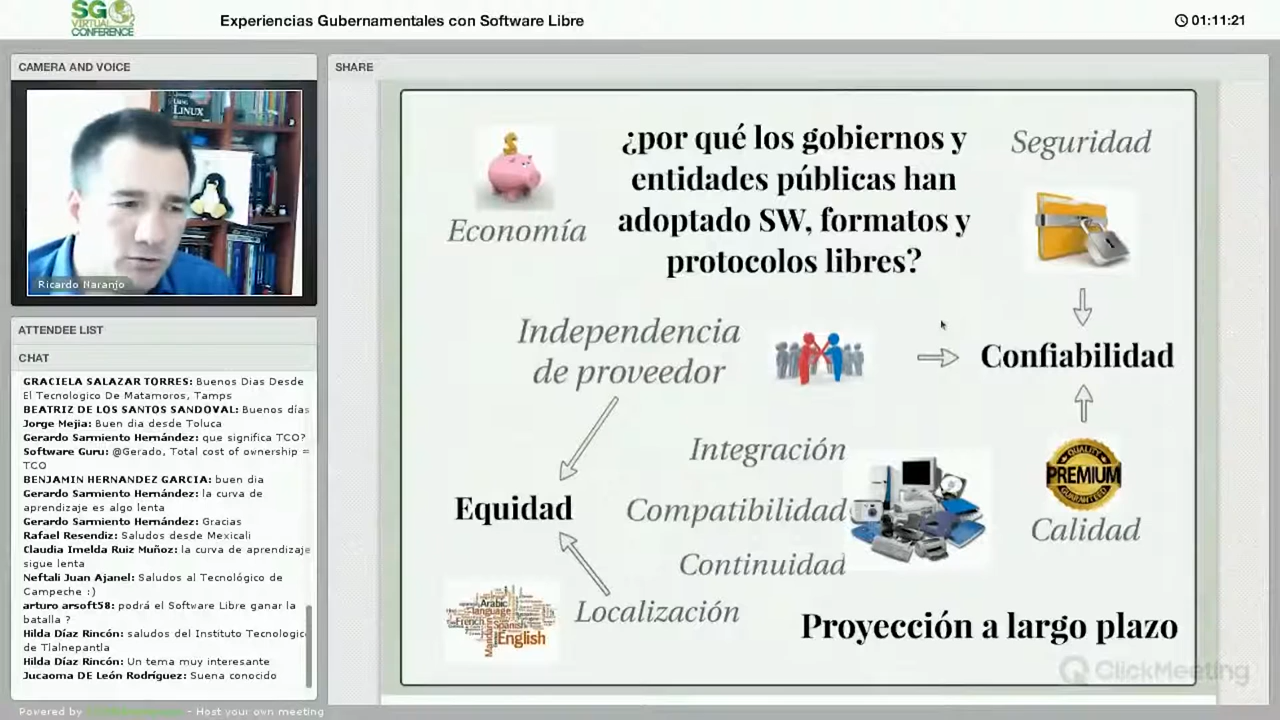 SG
VIRTUAL
CONFERENCE
Experiencias Gubernamentales con Software Libre
01:11:21
CAMERA AND VOICE
LINUX
Ricardo Naranjo
ATTENDEE LIST
CHAT
GRACIELA SALAZAR TORRES: Buenos Dias Desde
El Tecnologico De Matamoros, Tamps
BEATRIZ DE LOS SANTOS SANDOVAL: Buenos días
Jorge Mejia: Buen dia desde Toluca
Gerardo Sarmiento Hernández: que significa TCO?
Software Guru: @Gerado, Total cost of ownership =
TCO
BENJAMIN HERNANDEZ GARCIA: buen dia
Gerardo Sarmiento Hernández: la curva de
aprendizaje es algo lenta
Gerardo Sarmiento Hernández: Gracias
Rafael Resendiz: Saludos desde Mexicali
Claudia Imelda Ruiz Muñoz: la curva de aprendizaje
sigue lenta
Neftali Juan Ajanel: Saludos al Tecnológico de
Campeche :)
arturo arsoft58: podrá el Software Libre ganar la
batalla ?
Hilda Díaz Rincón: saludos del Instituto Tecnologico
de Tlalnepantla
Hilda Díaz Rincón: Un tema muy interesante
Jucaoma DE León Rodríguez: Suena conocido
Powered by
- Host your own meeting
SHARE
¿por qué los gobiernos y
entidades públicas han
adoptado SW, formatos y
protocolos libres?
Economía
Seguridad
Independencia
de proveedor
Confiabilidad
Integración
Compatibilidad
Continuidad
Equidad
QUALITY
PREMIUM
GUARANTEED
Calidad
Arabic
language
French
Spanish
English
Localización
Proyección a largo plazo
ClickMeeting